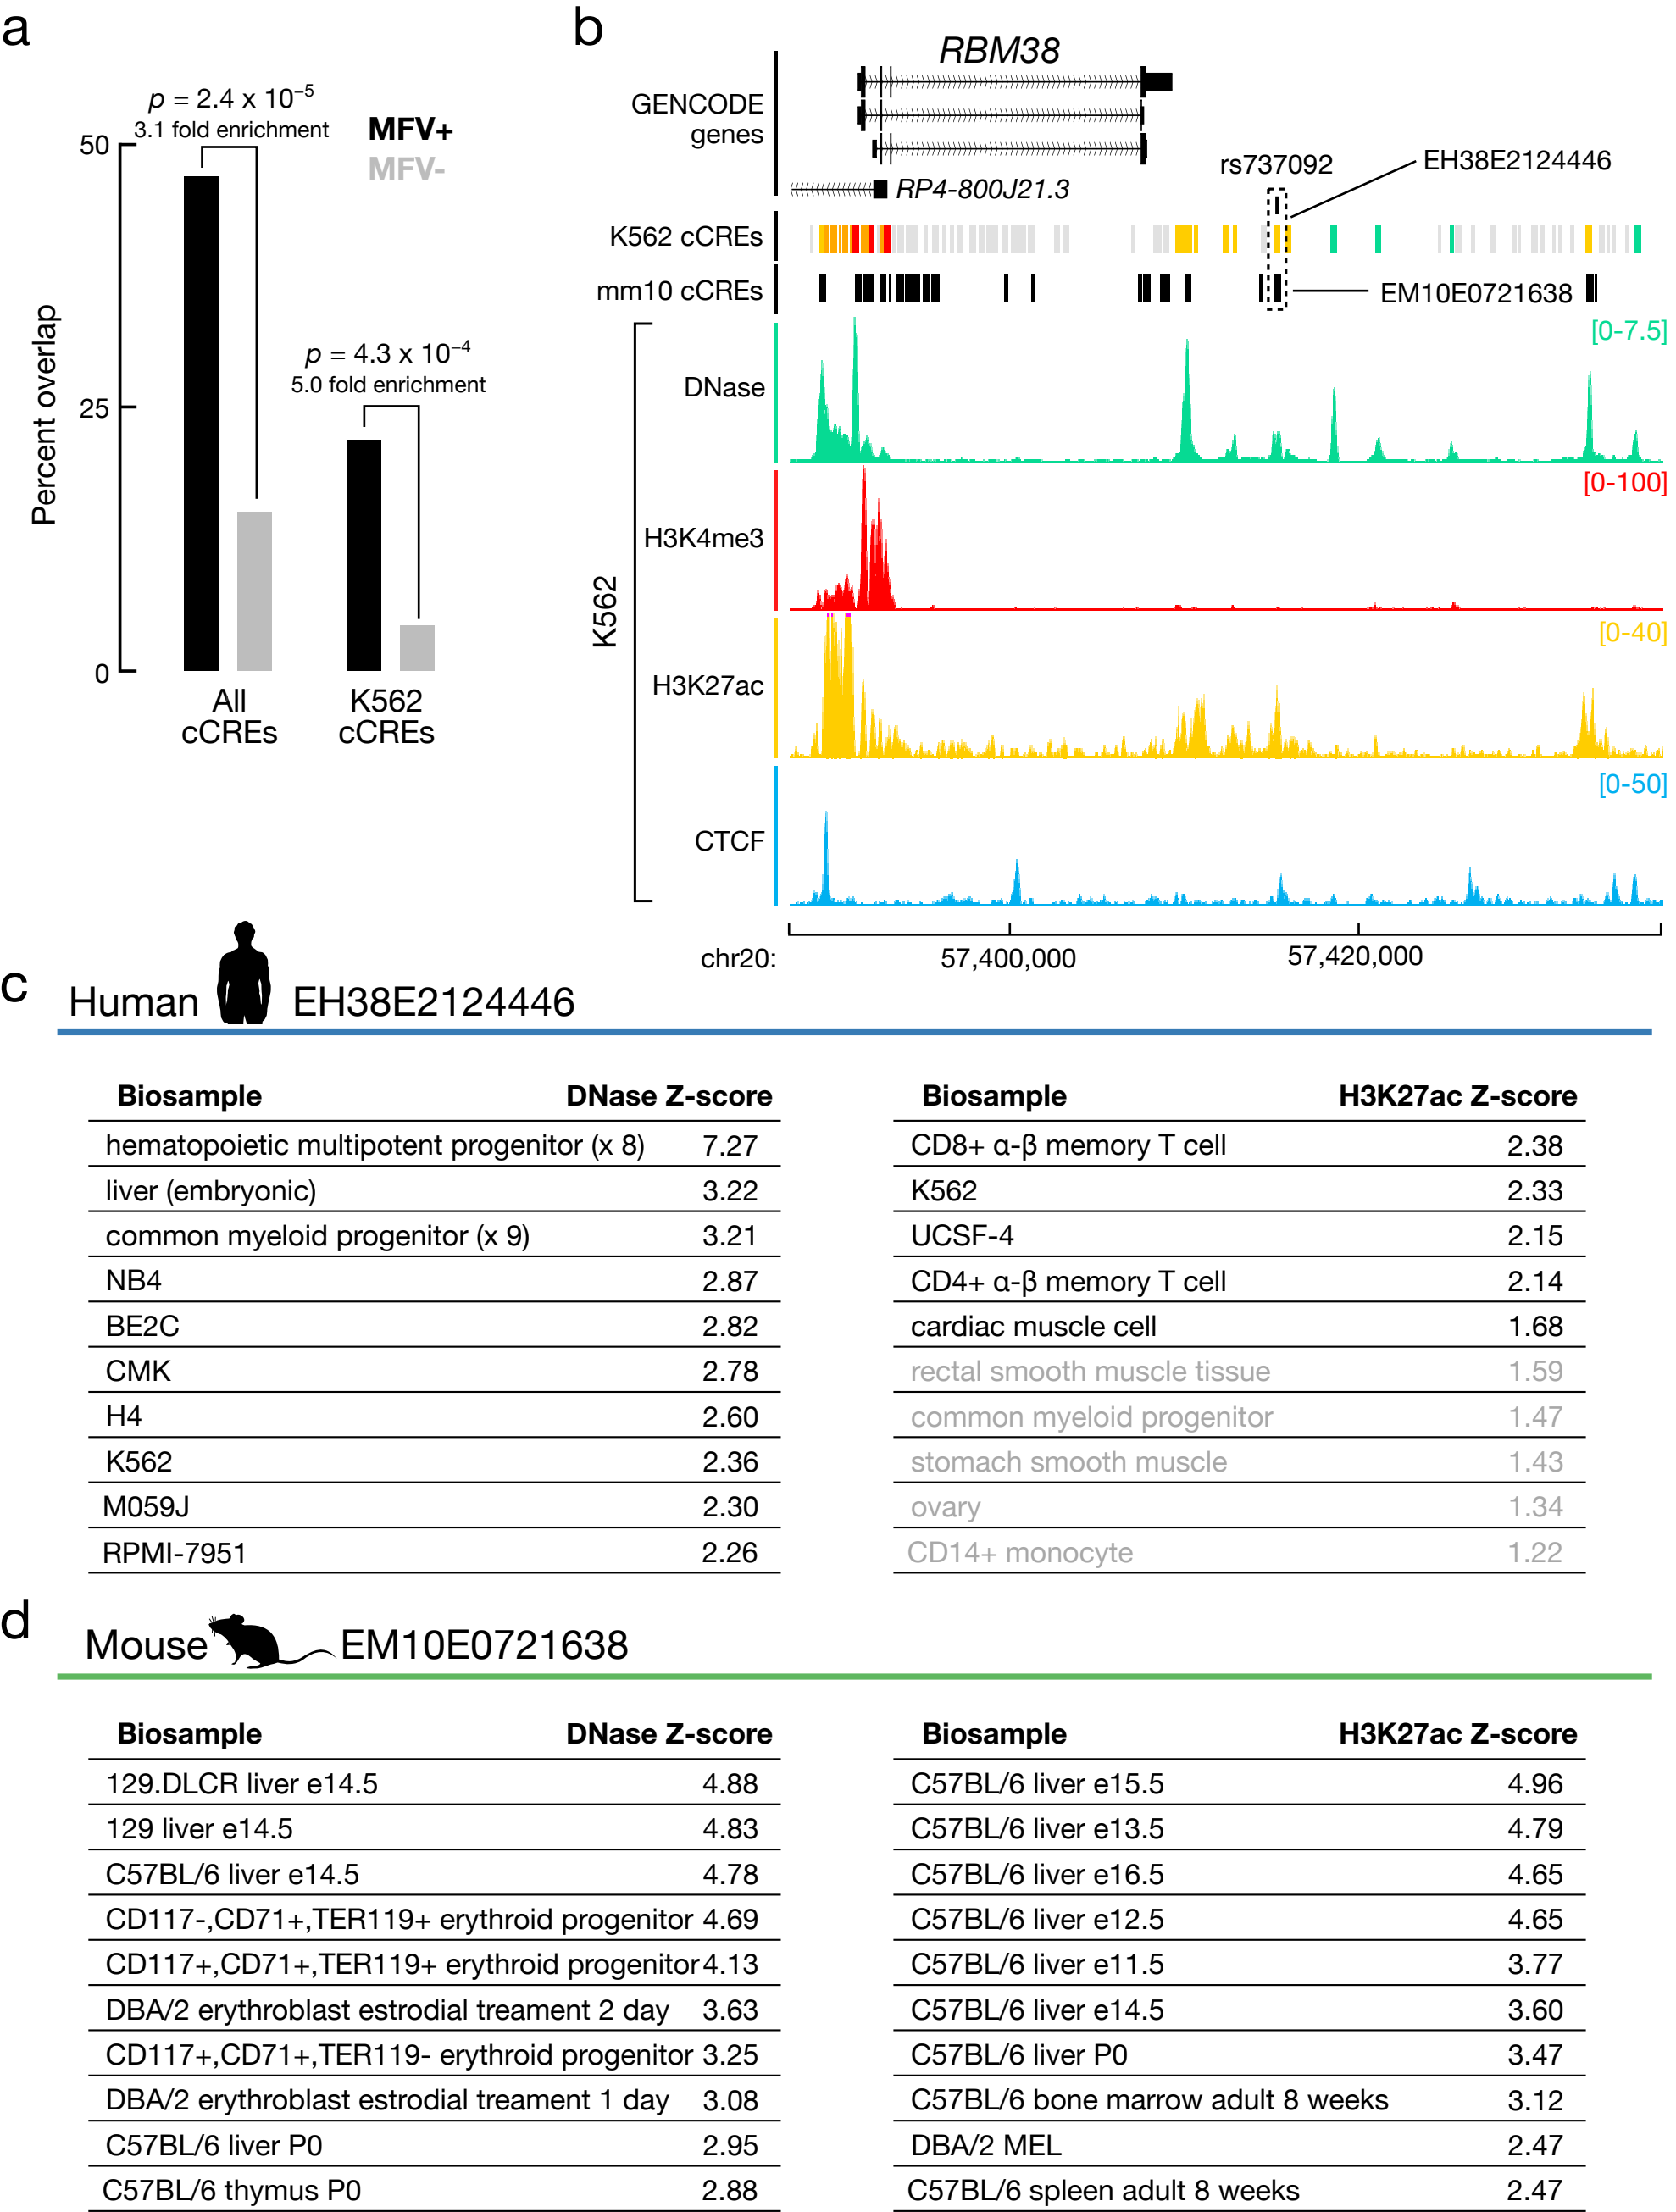 a
p = 2.4 x 10⁻⁵
3.1 fold enrichment
MFV+
MFV-
50
25
0
Percent overlap
p = 4.3 x 10⁻⁴
5.0 fold enrichment
All
cCREs
K562
cCREs
b
RBM38
GENCODE
genes
RP4-800J21.3
rs737092
EH38E2124446
K562 cCREs
mm10 cCREs
EM10E0721638
K562
DNase
[0-7.5]
H3K4me3
[0-100]
H3K27ac
[0-40]
CTCF
[0-50]
chr20:
57,400,000
57,420,000
c
Human EH38E2124446
Biosample DNase Z-score
hematopoietic multipotent progenitor (x 8) 7.27
liver (embryonic) 3.22
common myeloid progenitor (x 9) 3.21
NB4 2.87
BE2C 2.82
CMK 2.78
H4 2.60
K562 2.36
M059J 2.30
RPMI-7951 2.26
Biosample H3K27ac Z-score
CD8+ α-β memory T cell 2.38
K562 2.33
UCSF-4 2.15
CD4+ α-β memory T cell 2.14
cardiac muscle cell 1.68
rectal smooth muscle tissue 1.59
common myeloid progenitor 1.47
stomach smooth muscle 1.43
ovary 1.34
CD14+ monocyte 1.22
d
Mouse EM10E0721638
Biosample DNase Z-score
129.DLCR liver e14.5 4.88
129 liver e14.5 4.83
C57BL/6 liver e14.5 4.78
CD117-,CD71+,TER119+ erythroid progenitor 4.69
CD117+,CD71+,TER119+ erythroid progenitor 4.13
DBA/2 erythroblast estrodial treament 2 day 3.63
CD117+,CD71+,TER119- erythroid progenitor 3.25
DBA/2 erythroblast estrodial treament 1 day 3.08
C57BL/6 liver P0 2.95
C57BL/6 thymus P0 2.88
Biosample H3K27ac Z-score
C57BL/6 liver e15.5 4.96
C57BL/6 liver e13.5 4.79
C57BL/6 liver e16.5 4.65
C57BL/6 liver e12.5 4.65
C57BL/6 liver e11.5 3.77
C57BL/6 liver e14.5 3.60
C57BL/6 liver P0 3.47
C57BL/6 bone marrow adult 8 weeks 3.12
DBA/2 MEL 2.47
C57BL/6 spleen adult 8 weeks 2.47